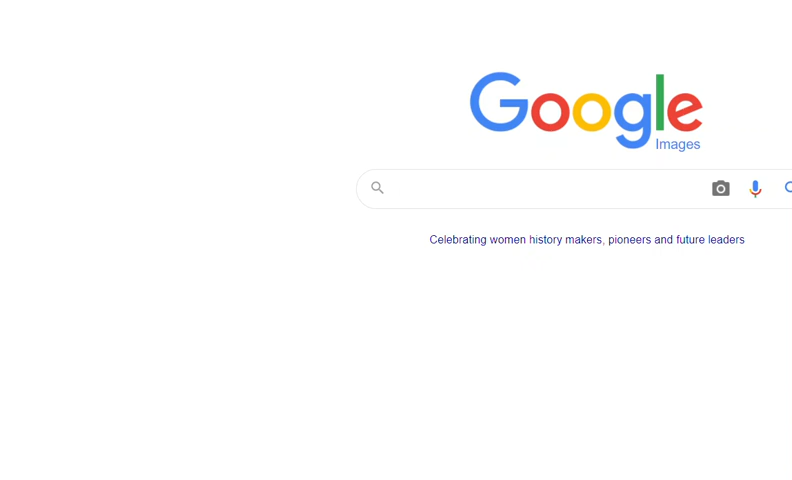 Google
Images
Celebrating women history makers, pioneers and future leaders